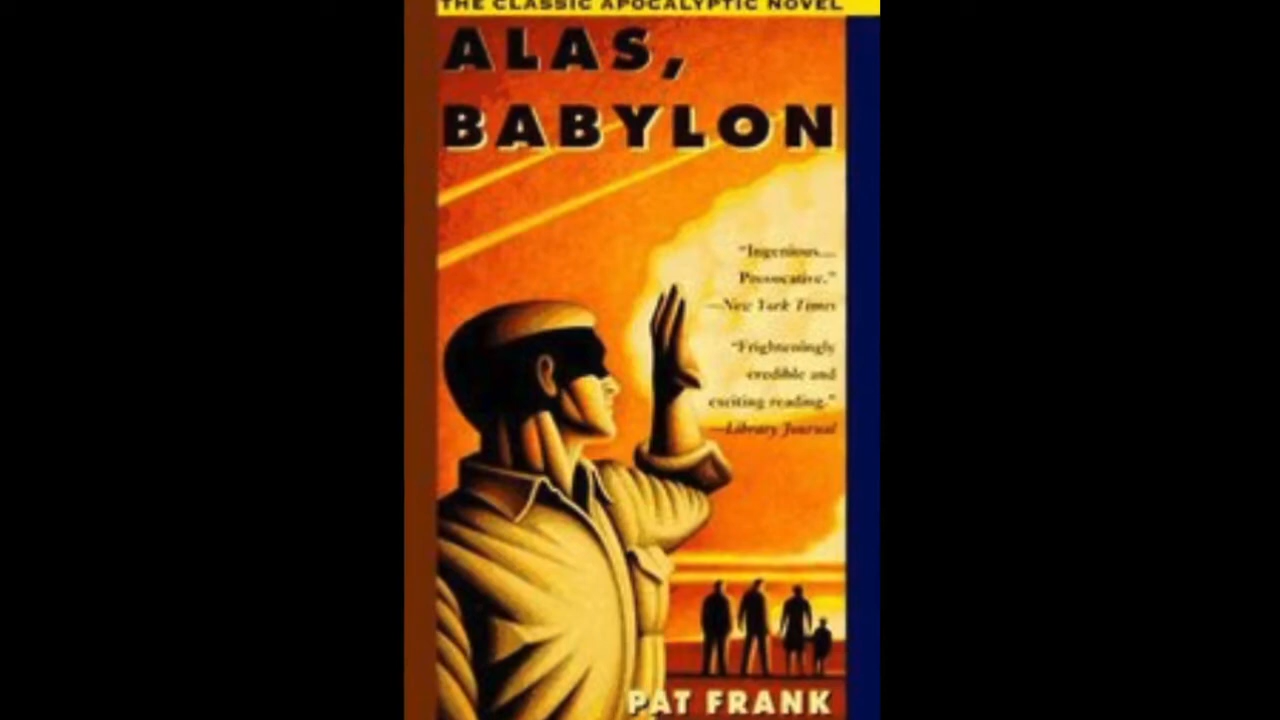 THE CLASSIC APOCALYPTIC NOVEL
ALAS,
BABYLON
“Ingenious....
Provocative.”
—New York Times
“Frighteningly
credible and
exciting reading.”
—Library Journal
PAT FRANK